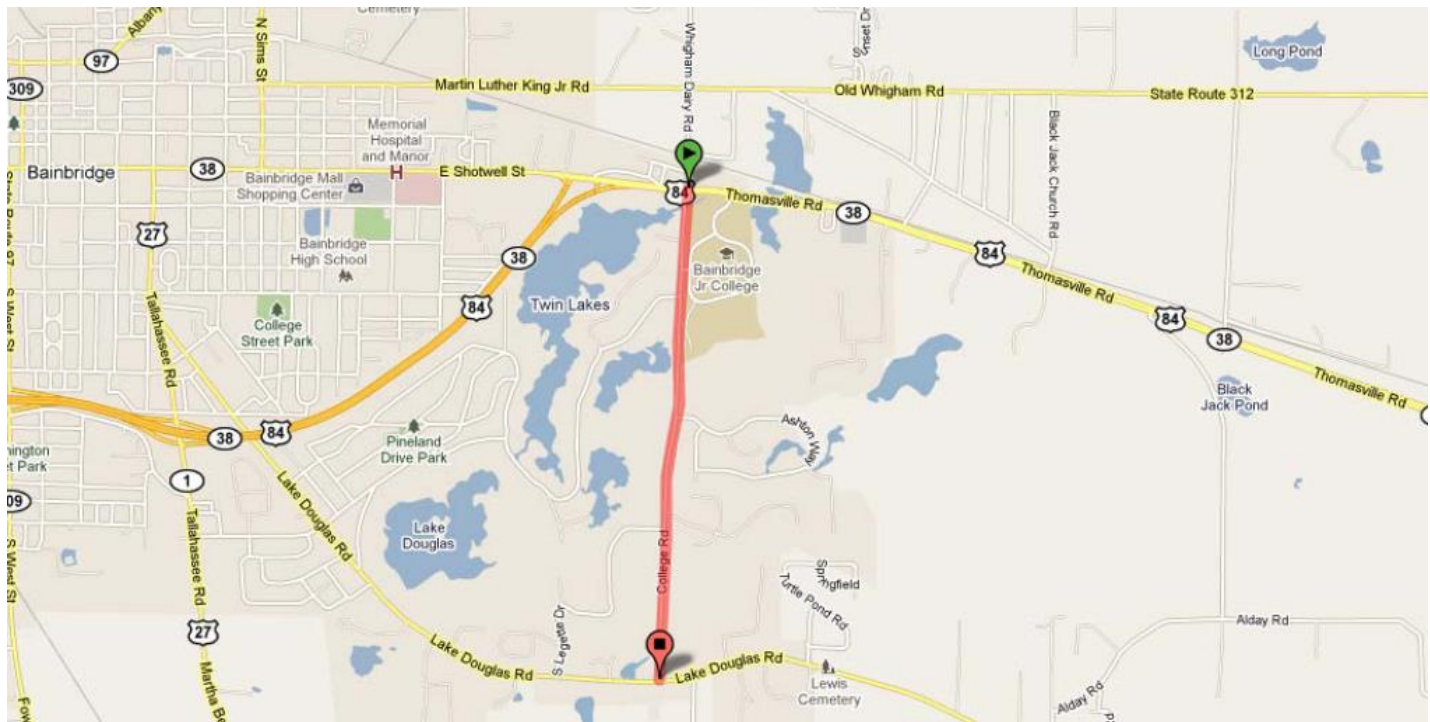 Cemetery
Albany
N Sims St
97
309
Martin Luther King Jr Rd
Whigham Dairy Rd
Old Whigham Rd
State Route 312
Long Pond
Memorial
Hospital
and Manor
H
Bainbridge
38
E Shotwell St
Bainbridge Mall
Shopping Center
84
Thomasville Rd
38
Black Jack Church Rd
27
Bainbridge
High School
38
84
Twin Lakes
Bainbridge
Jr College
84
Thomasville Rd
84
38
Thomasville Rd
College
Street Park
Tallahassee Rd
S West St
Black
Jack Pond
38
84
Pineland
Drive Park
Ashton Way
1
Lake Douglas Rd
Lake
Douglas
Tallahassee Rd
S West St
College Rd
Springfield
Turtle Pond Rd
27
S Legette Dr
Lake Douglas Rd
Lake Douglas Rd
Lewis
Cemetery
Alday Rd
Alday Rd